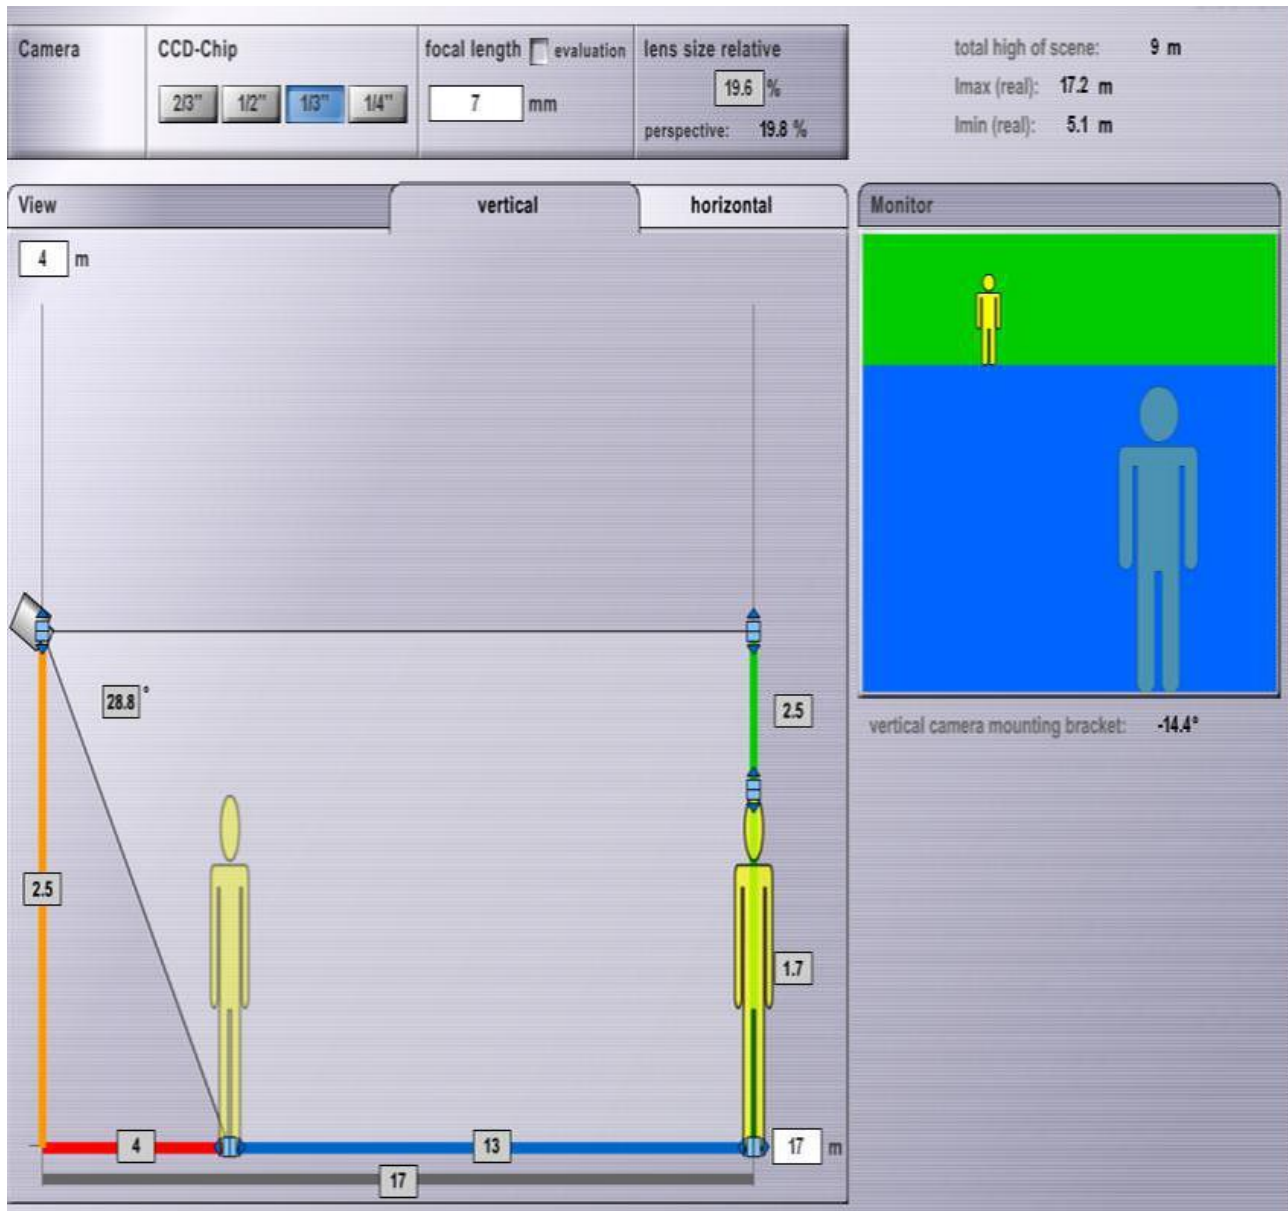 Camera
CCD-Chip
2/3" 1/2" 1/3" 1/4"
focal length evaluation
7 mm
lens size relative
19.6 %
perspective: 19.8 %
total high of scene: 9 m
lmax (real): 17.2 m
lmin (real): 5.1 m
View
vertical
horizontal
Monitor
4 m
28.8°
2.5
2.5
1.7
4
13
17 m
17
vertical camera mounting bracket: -14.4°